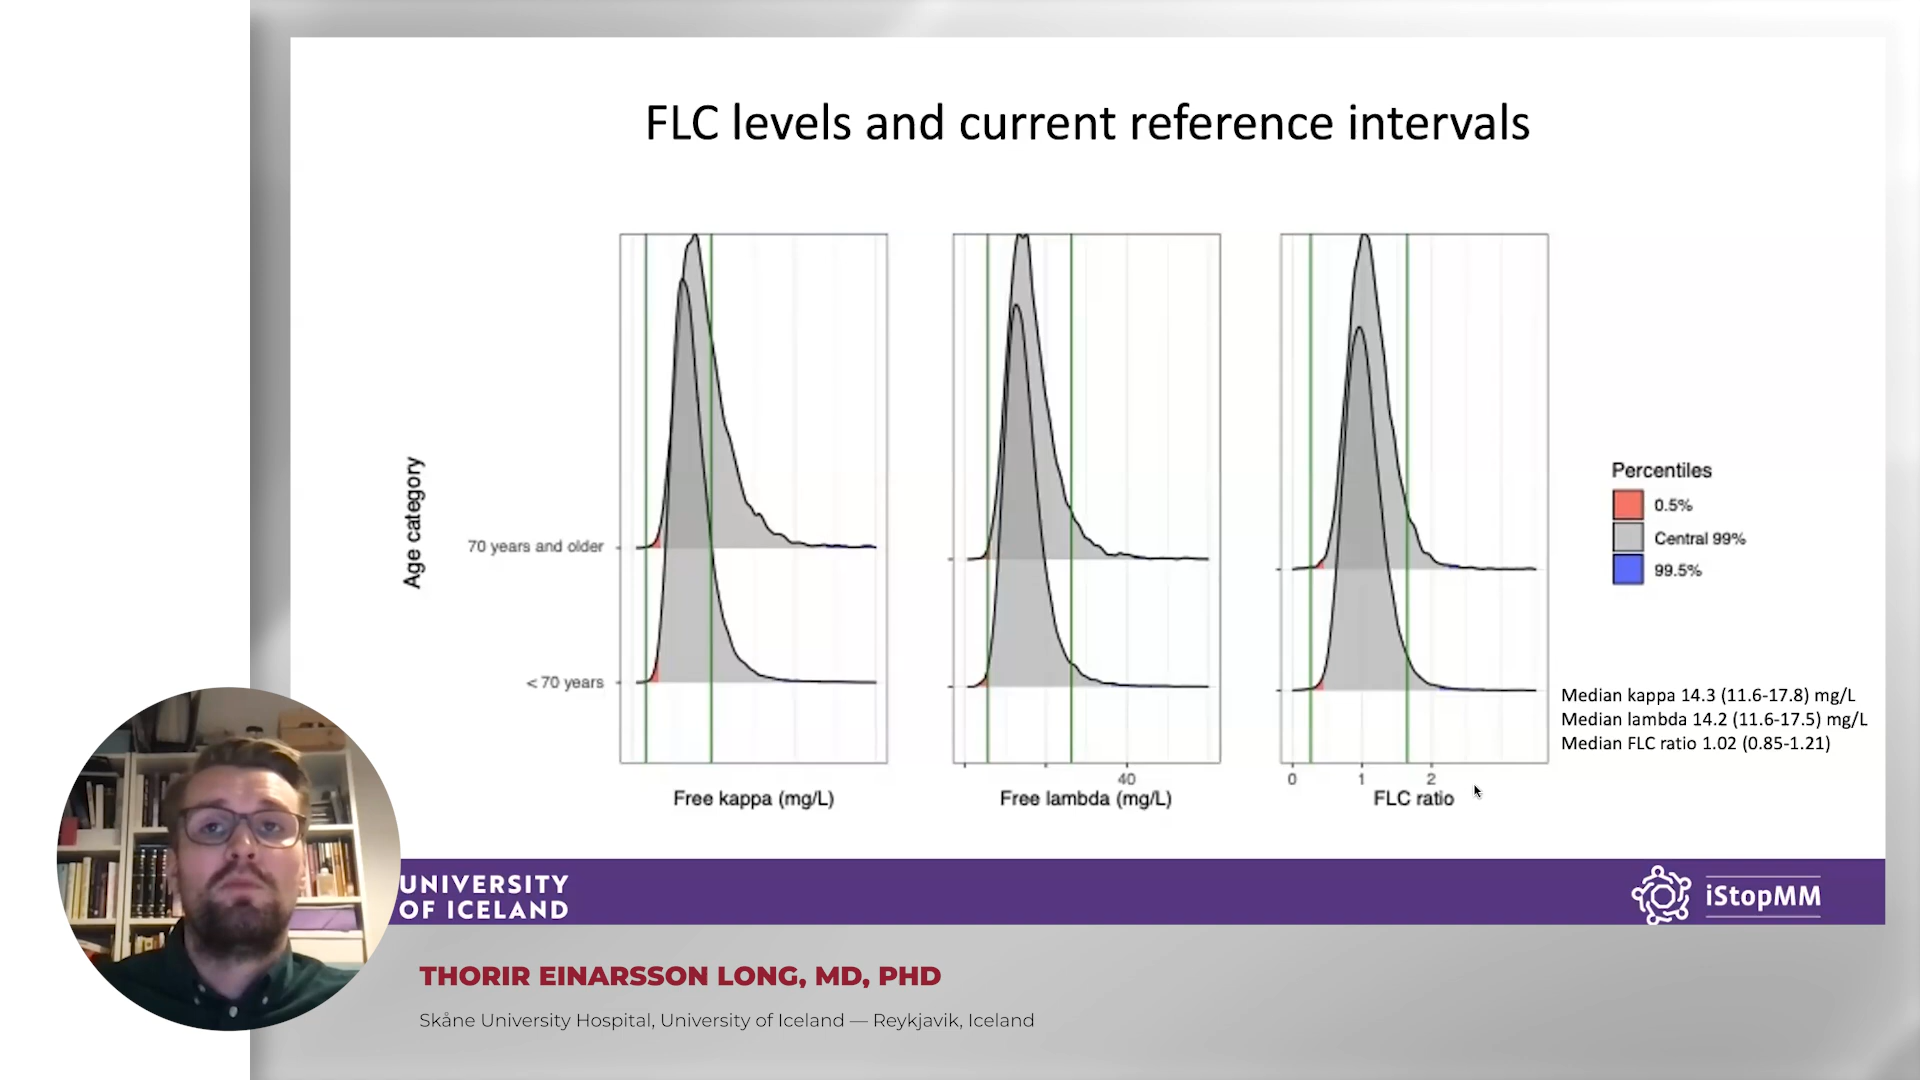 FLC levels and current reference intervals
Age category
70 years and older
< 70 years
Free kappa (mg/L)
40
Free lambda (mg/L)
0 1 2
FLC ratio
Percentiles
0.5%
Central 99%
99.5%
Median kappa 14.3 (11.6-17.8) mg/L
Median lambda 14.2 (11.6-17.5) mg/L
Median FLC ratio 1.02 (0.85-1.21)
UNIVERSITY
OF ICELAND
iStopMM
THORIR EINARSSON LONG, MD, PHD
Skåne University Hospital, University of Iceland — Reykjavik, Iceland